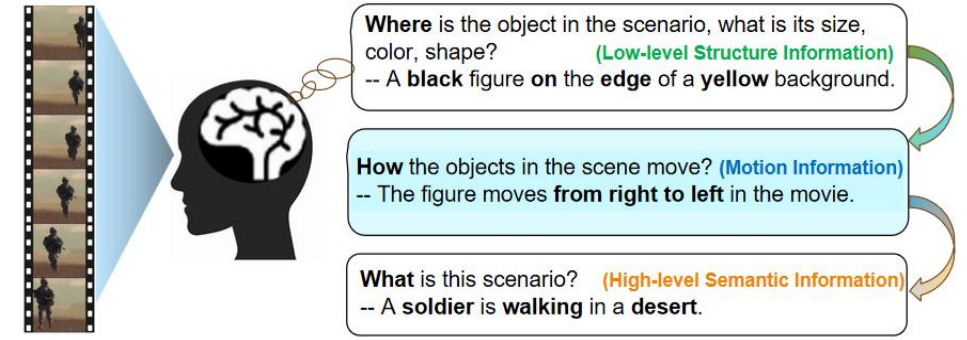 Where is the object in the scenario, what is its size,
color, shape? (Low-level Structure Information)
-- A black figure on the edge of a yellow background.
How the objects in the scene move? (Motion Information)
-- The figure moves from right to left in the movie.
What is this scenario? (High-level Semantic Information)
-- A soldier is walking in a desert.